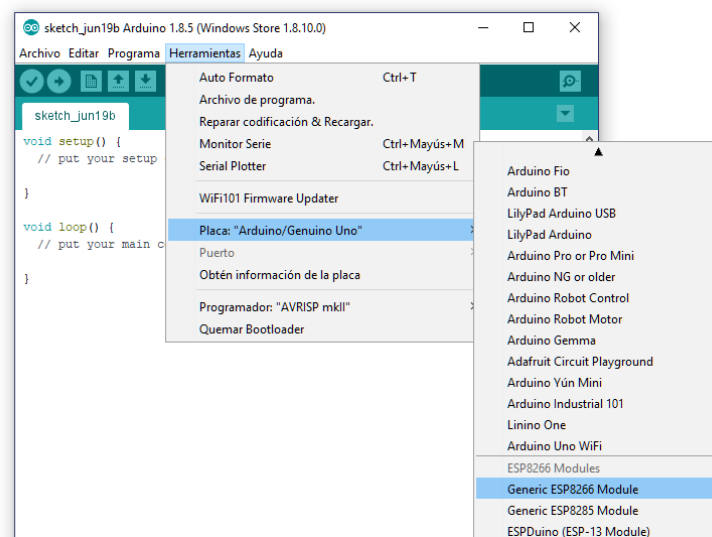 sketch_jun19b Arduino 1.8.5 (Windows Store 1.8.10.0)
Archivo Editar Programa Herramientas Ayuda
sketch_jun19b
void setup() {
// put your setup
}
void loop() {
// put your main c
}
Auto Formato Ctrl+T
Archivo de programa.
Reparar codificación & Recargar.
Monitor Serie Ctrl+Mayús+M
Serial Plotter Ctrl+Mayús+L
WiFi101 Firmware Updater
Placa: "Arduino/Genuino Uno"
Puerto
Obtén información de la placa
Programador: "AVRISP mkII"
Quemar Bootloader
Arduino Fio
Arduino BT
LilyPad Arduino USB
LilyPad Arduino
Arduino Pro or Pro Mini
Arduino NG or older
Arduino Robot Control
Arduino Robot Motor
Arduino Gemma
Adafruit Circuit Playground
Arduino Yún Mini
Arduino Industrial 101
Linino One
Arduino Uno WiFi
ESP8266 Modules
Generic ESP8266 Module
Generic ESP8285 Module
ESPDuino (ESP-13 Module)